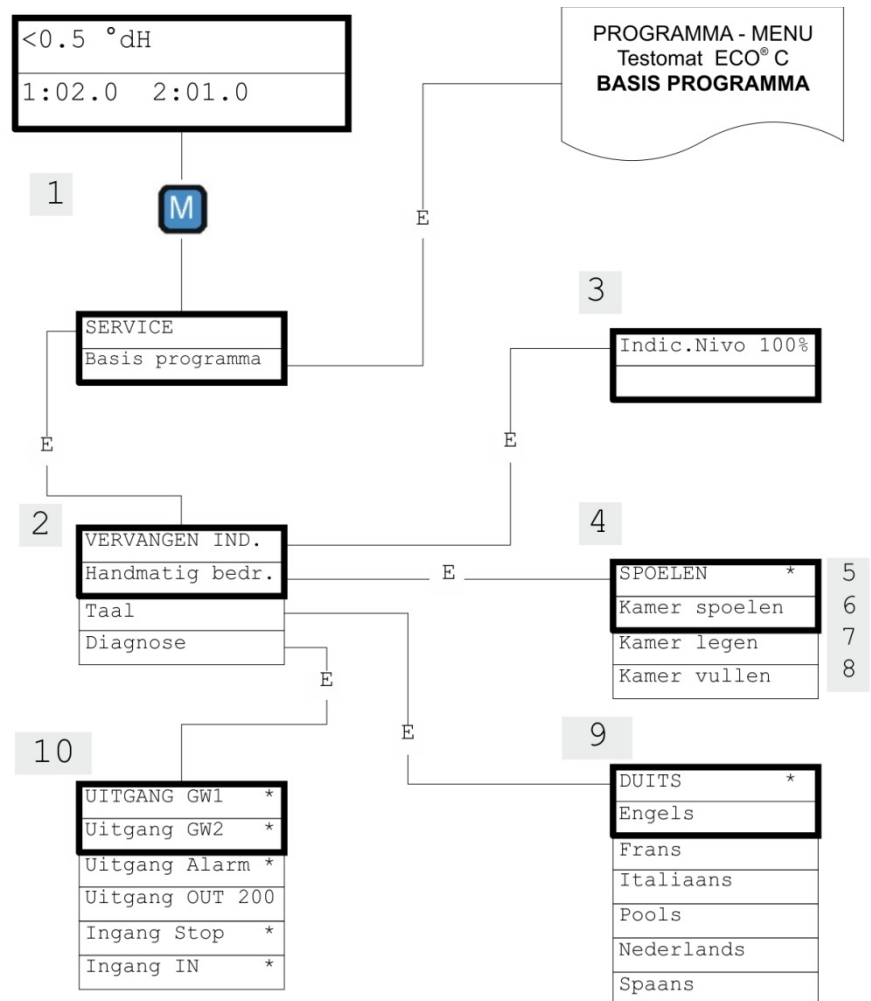 <0.5 °dH
1:02.0 2:01.0
PROGRAMMA - MENU
Testomat ECO® C
BASIS PROGRAMMA
1
M
E
SERVICE
Basis programma
3
Indic.Nivo 100%
E
E
2
VERVANGEN IND.
Handmatig bedr.
Taal
Diagnose
E
4
SPOELEN * 5
Kamer spoelen 6
Kamer legen 7
Kamer vullen 8
E
E
10
UITGANG GW1 *
Uitgang GW2 *
Uitgang Alarm *
Uitgang OUT 200
Ingang Stop *
Ingang IN *
9
DUITS *
Engels
Frans
Italiaans
Pools
Nederlands
Spaans